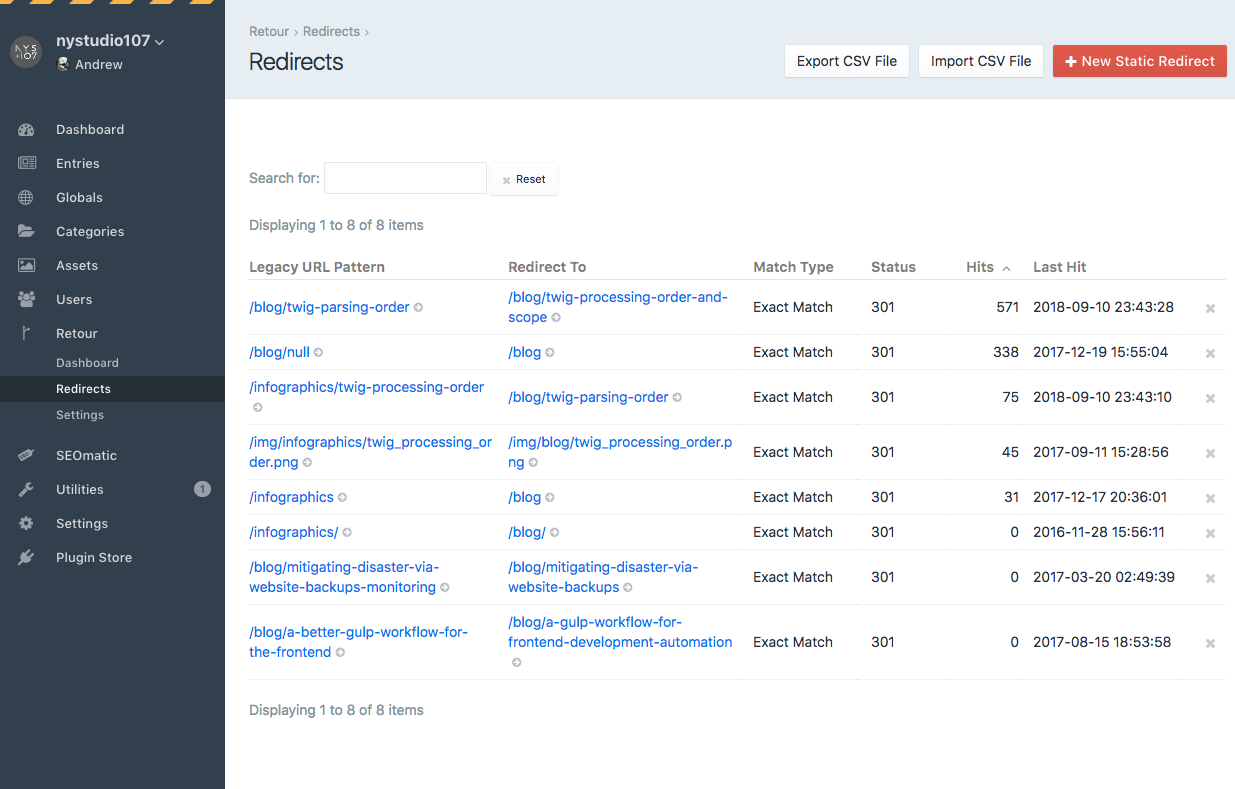 nystudio107
NYS
+107
Andrew
Dashboard
Entries
Globals
Categories
Assets
Users
Retour
Dashboard
Redirects
Settings
SEOmatic
Utilities 1
Settings
Plugin Store
Retour › Redirects ›
Redirects
Export CSV File Import CSV File New Static Redirect
Search for: Reset
Displaying 1 to 8 of 8 items
Legacy URL Pattern Redirect To Match Type Status Hits Last Hit
/blog/twig-parsing-order /blog/twig-processing-order-and-
scope Exact Match 301 571 2018-09-10 23:43:28
/blog/null /blog Exact Match 301 338 2017-12-19 15:55:04
/infographics/twig-processing-order /blog/twig-parsing-order Exact Match 301 75 2018-09-10 23:43:10
/img/infographics/twig_processing_or /img/blog/twig_processing_order.p
der.png ng Exact Match 301 45 2017-09-11 15:28:56
/infographics /blog Exact Match 301 31 2017-12-17 20:36:01
/infographics/ /blog/ Exact Match 301 0 2016-11-28 15:56:11
/blog/mitigating-disaster-via- /blog/mitigating-disaster-via-
website-backups-monitoring website-backups Exact Match 301 0 2017-03-20 02:49:39
/blog/a-better-gulp-workflow-for- /blog/a-gulp-workflow-for-
the-frontend frontend-development-automation Exact Match 301 0 2017-08-15 18:53:58
Displaying 1 to 8 of 8 items